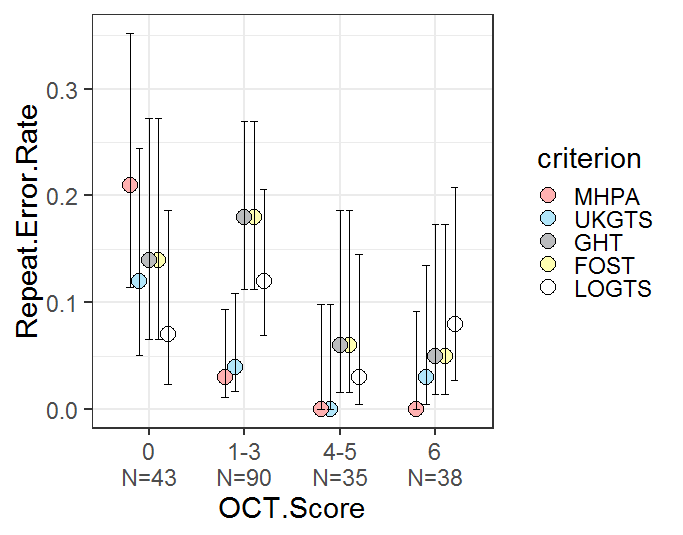 Repeat.Error.Rate
0.3
0.2
0.1
0.0
0 1-3 4-5 6
N=43 N=90 N=35 N=38
OCT.Score
criterion
MHPA
UKGTS
GHT
FOST
LOGTS